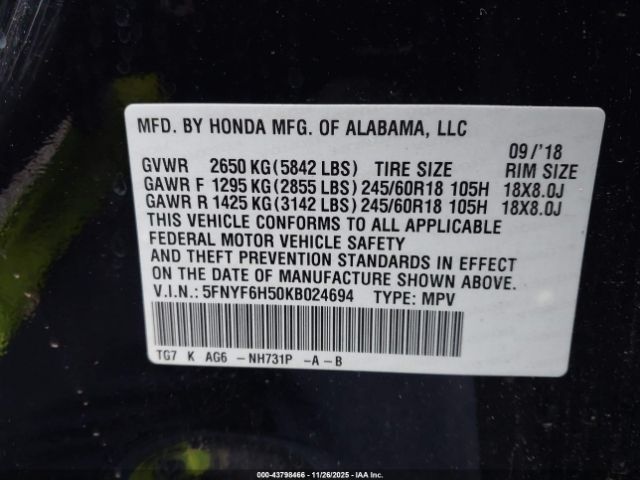 MFD. BY HONDA MFG. OF ALABAMA, LLC
09/'18
GVWR 2650 KG (5842 LBS) TIRE SIZE RIM SIZE
GAWR F 1295 KG (2855 LBS) 245/60R18 105H 18X8.0J
GAWR R 1425 KG (3142 LBS) 245/60R18 105H 18X8.0J
THIS VEHICLE CONFORMS TO ALL APPLICABLE
FEDERAL MOTOR VEHICLE SAFETY
AND THEFT PREVENTION STANDARDS IN EFFECT
ON THE DATE OF MANUFACTURE SHOWN ABOVE.
V.I.N.: 5FNYF6H50KB024694 TYPE: MPV
TG7 K AG6 -NH731P -A-B
000-43798466 - 11/26/2025 - IAA Inc.